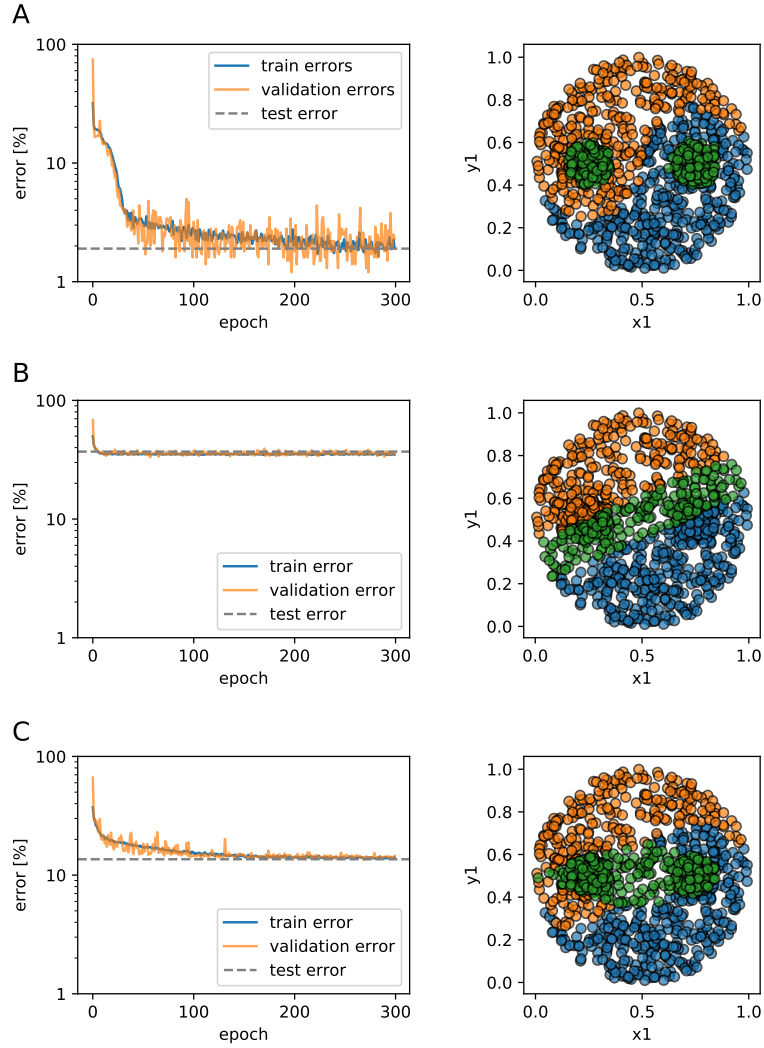 A
100
10
1
error [%]
train errors
validation errors
test error
0
100
200
300
epoch
1.0
0.8
0.6
0.4
0.2
0.0
y1
0.0
0.5
1.0
x1
B
100
10
1
error [%]
train error
validation error
test error
0
100
200
300
epoch
1.0
0.8
0.6
0.4
0.2
0.0
y1
0.0
0.5
1.0
x1
C
100
10
1
error [%]
train error
validation error
test error
0
100
200
300
epoch
1.0
0.8
0.6
0.4
0.2
0.0
y1
0.0
0.5
1.0
x1